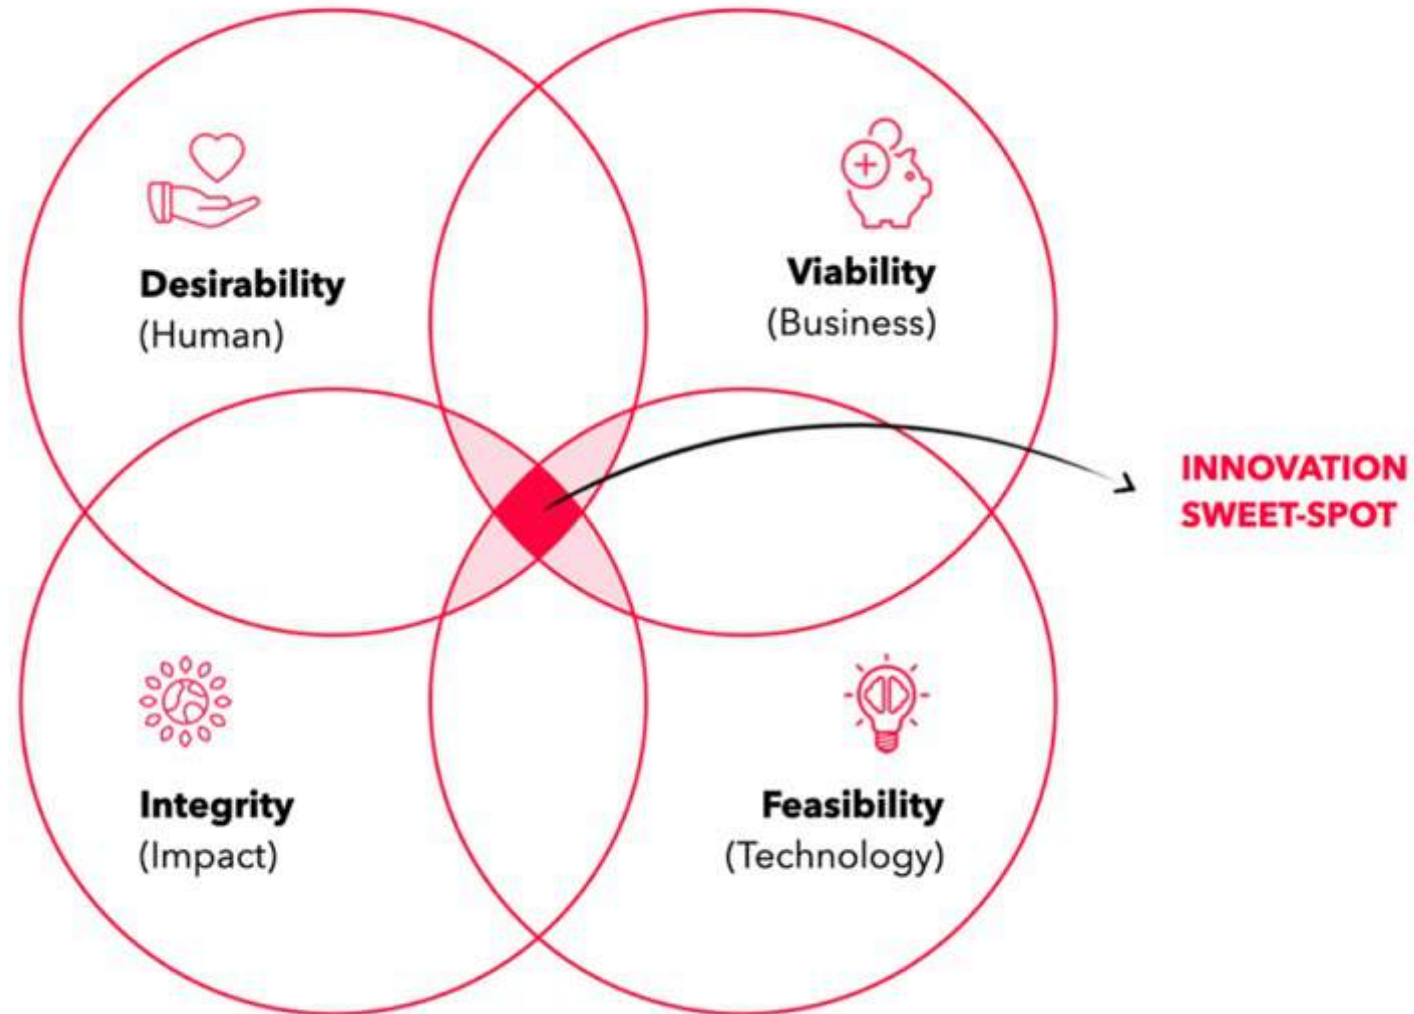 Desirability
(Human)
Viability
(Business)
INNOVATION
SWEET-SPOT
Integrity
(Impact)
Feasibility
(Technology)